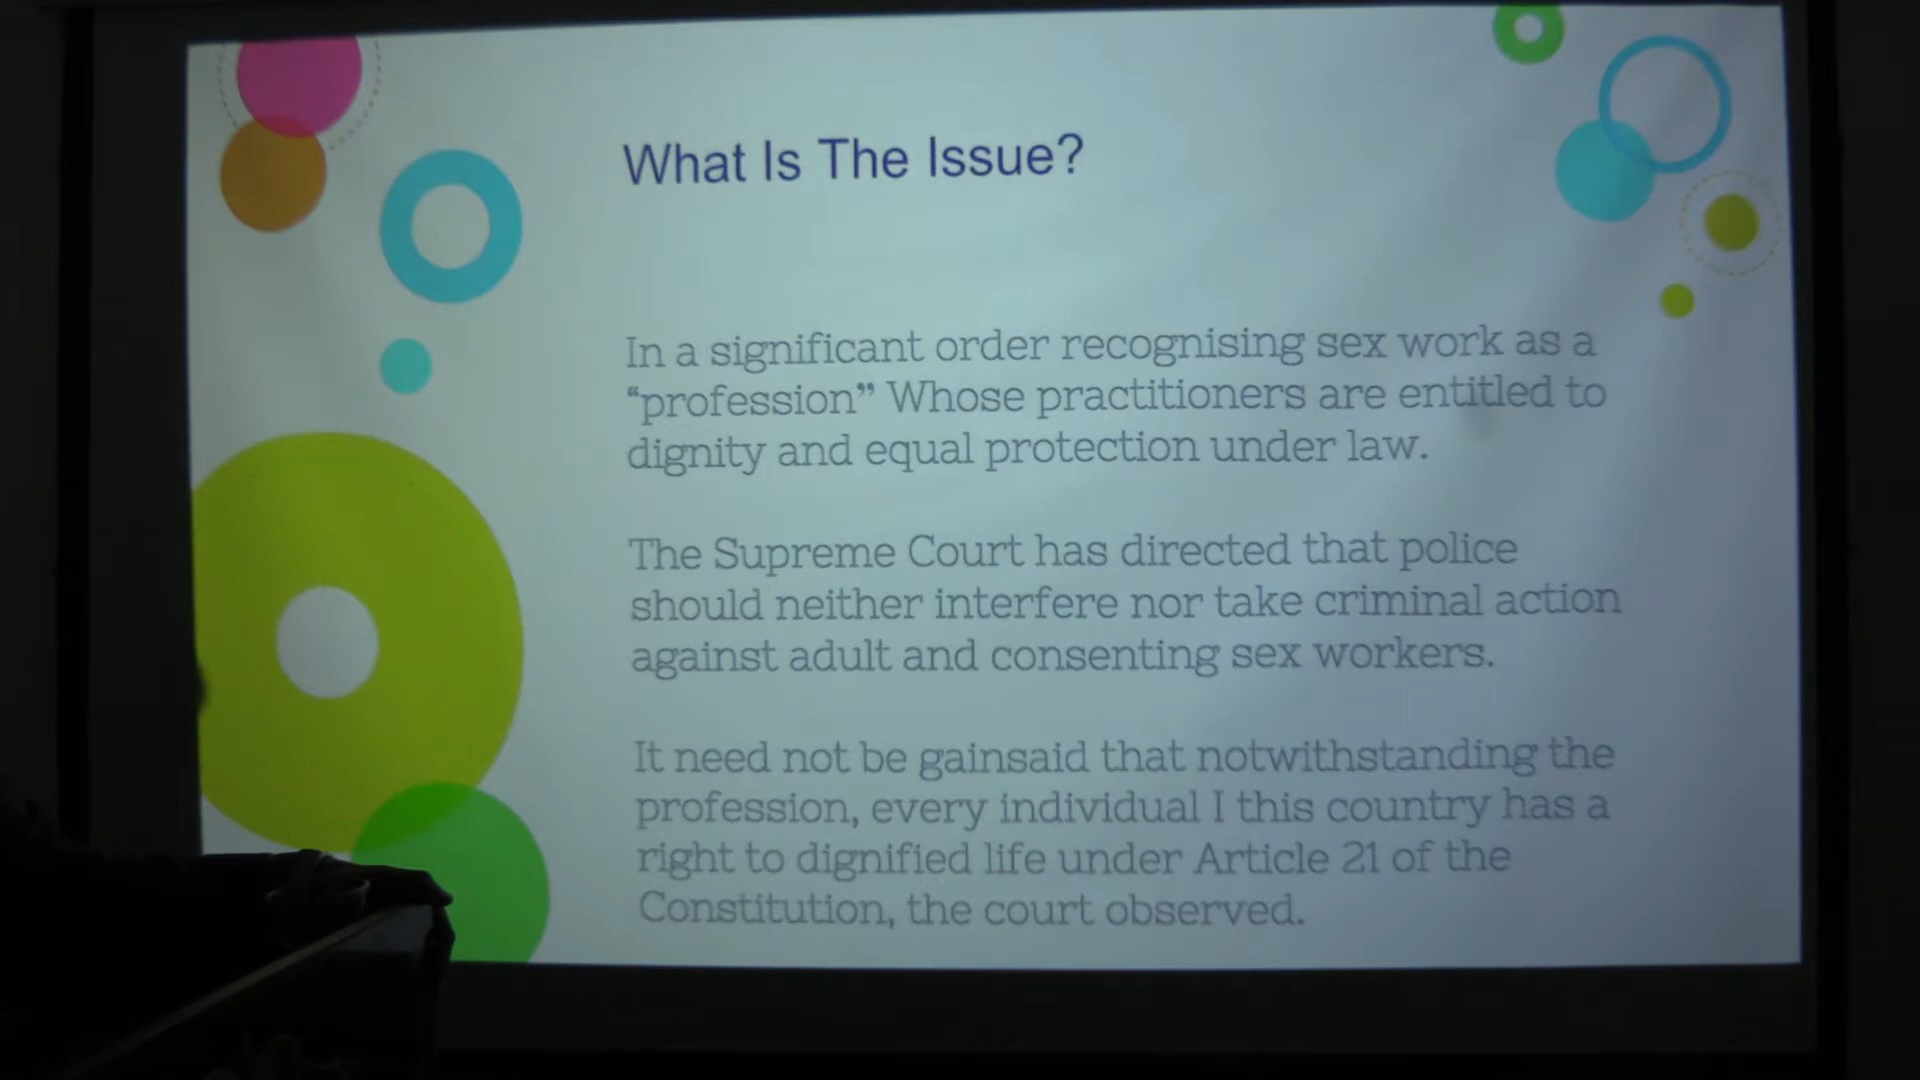 What Is The Issue?
In a significant order recognising sex work as a
“profession” Whose practitioners are entitled to
dignity and equal protection under law.
The Supreme Court has directed that police
should neither interfere nor take criminal action
against adult and consenting sex workers.
It need not be gainsaid that notwithstanding the
profession, every individual I this country has a
right to dignified life under Article 21 of the
Constitution, the court observed.